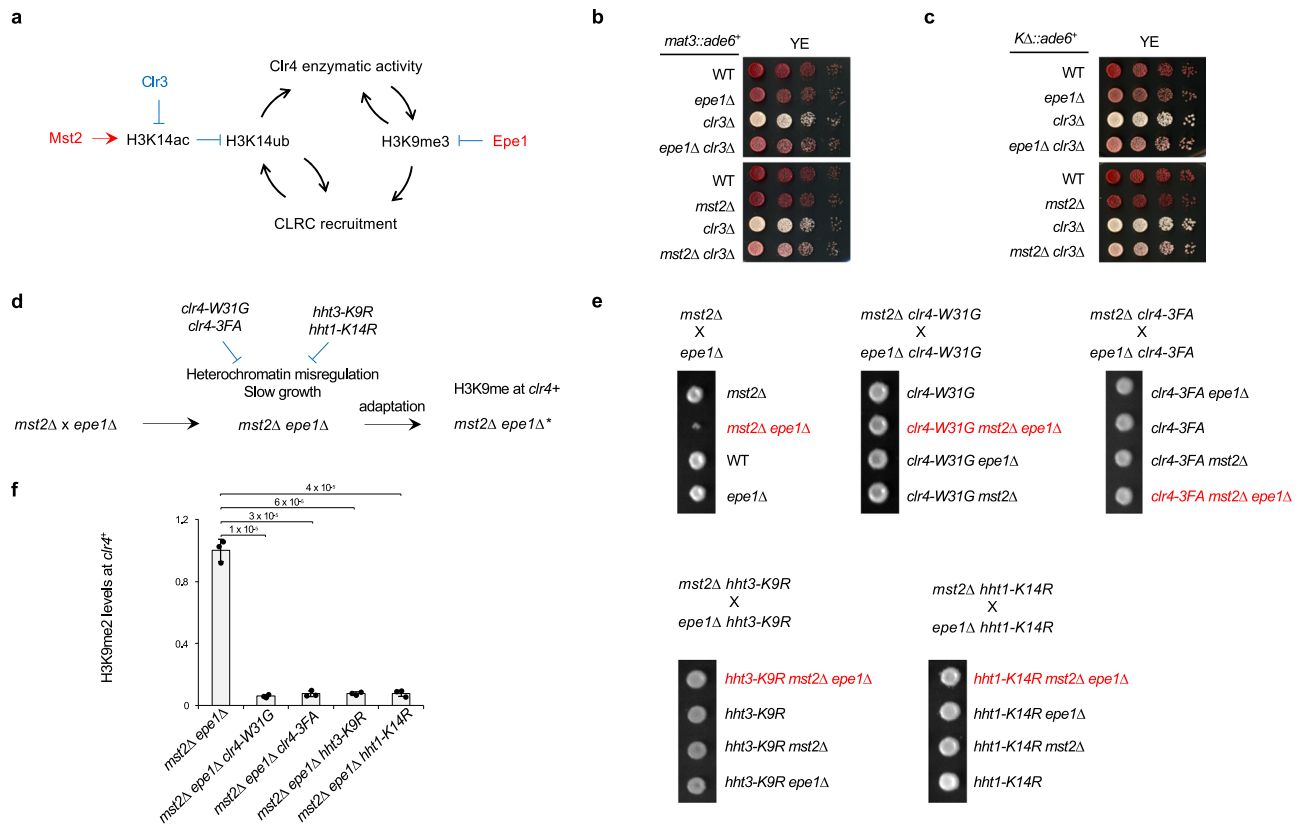 a
Clr4 enzymatic activity
Clr3
Mst2
H3K14ac
H3K14ub
H3K9me3
Epe1
CLRC recruitment
b
mat3::ade6+
YE
WT
epe1Δ
clr3Δ
epe1Δ clr3Δ
WT
mst2Δ
clr3Δ
mst2Δ clr3Δ
c
KΔ::ade6+
YE
WT
epe1Δ
clr3Δ
epe1Δ clr3Δ
WT
mst2Δ
clr3Δ
mst2Δ clr3Δ
d
clr4-W31G
clr4-3FA
hht3-K9R
hht1-K14R
Heterochromatin misregulation
Slow growth
H3K9me at clr4+
adaptation
mst2Δ x epe1Δ
mst2Δ epe1Δ
mst2Δ epe1Δ*
e
mst2Δ
X
epe1Δ
mst2Δ
mst2Δ epe1Δ
WT
epe1Δ
mst2Δ clr4-W31G
X
epe1Δ clr4-W31G
clr4-W31G
clr4-W31G mst2Δ epe1Δ
clr4-W31G epe1Δ
clr4-W31G mst2Δ
mst2Δ clr4-3FA
X
epe1Δ clr4-3FA
clr4-3FA epe1Δ
clr4-3FA
clr4-3FA mst2Δ
clr4-3FA mst2Δ epe1Δ
mst2Δ hht3-K9R
X
epe1Δ hht3-K9R
hht3-K9R mst2Δ epe1Δ
hht3-K9R
hht3-K9R mst2Δ
hht3-K9R epe1Δ
mst2Δ hht1-K14R
X
epe1Δ hht1-K14R
hht1-K14R mst2Δ epe1Δ
hht1-K14R epe1Δ
hht1-K14R mst2Δ
hht1-K14R
f
4 x 10⁻⁵
6 x 10⁻⁶
3 x 10⁻⁵
1 x 10⁻⁵
H3K9me2 levels at clr4+
1.2
0.8
0.4
0
mst2Δ epe1Δ
mst2Δ epe1Δ clr4-W31G
mst2Δ epe1Δ clr4-3FA
mst2Δ epe1Δ hht3-K9R
mst2Δ epe1Δ hht1-K14R